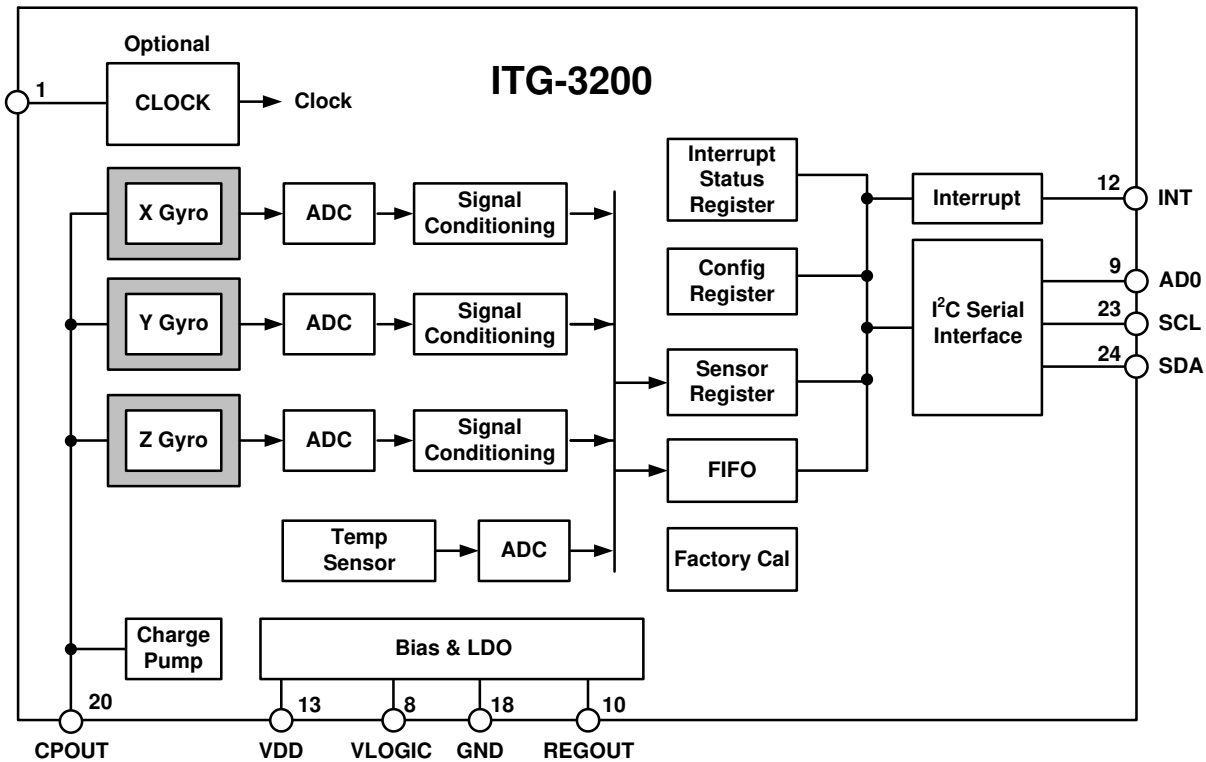 Optional
ITG-3200
1
CLOCK
Clock
Interrupt
Status
Register
X Gyro
ADC
Signal
Conditioning
Interrupt
12
INT
Config
Register
I²C Serial
Interface
9
AD0
23
SCL
24
SDA
Y Gyro
ADC
Signal
Conditioning
Sensor
Register
Z Gyro
ADC
Signal
Conditioning
FIFO
Temp
Sensor
ADC
Factory Cal
Charge
Pump
Bias & LDO
20
13
8
18
10
CPOUT
VDD
VLOGIC
GND
REGOUT